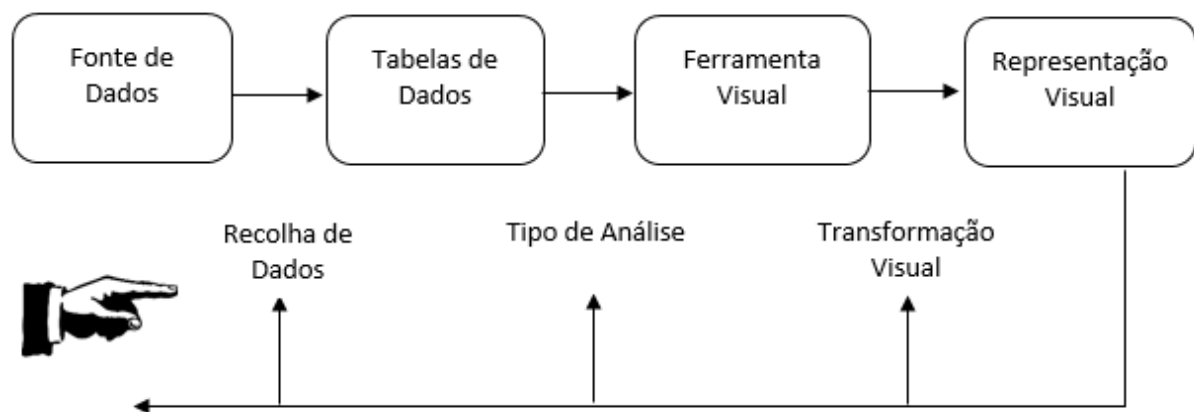 Fonte de
Dados
Tabelas de
Dados
Ferramenta
Visual
Representação
Visual
Recolha de
Dados
Tipo de Análise
Transformação
Visual